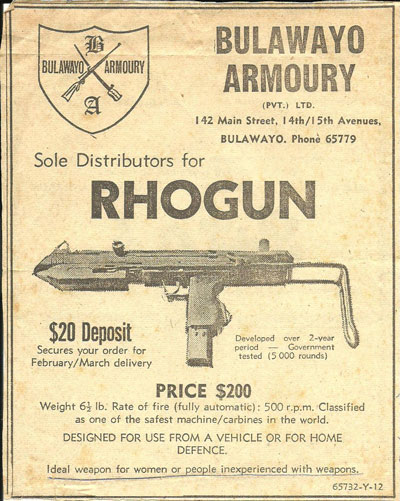 B
BULAWAYO ARMOURY
A
BULAWAYO
ARMOURY
(PVT.) LTD.
142 Main Street, 14th/15th Avenues,
BULAWAYO. Phone 65779
Sole Distributors for
RHOGUN
$20 Deposit
Secures your order for
February/March delivery
Developed over 2-year
period — Government
tested (5 000 rounds)
PRICE $200
Weight 6½ lb. Rate of fire (fully automatic): 500 r.p.m. Classified
as one of the safest machine/carbines in the world.
DESIGNED FOR USE FROM A VEHICLE OR FOR HOME
DEFENCE.
Ideal weapon for women or people inexperienced with weapons.
65732-Y-12